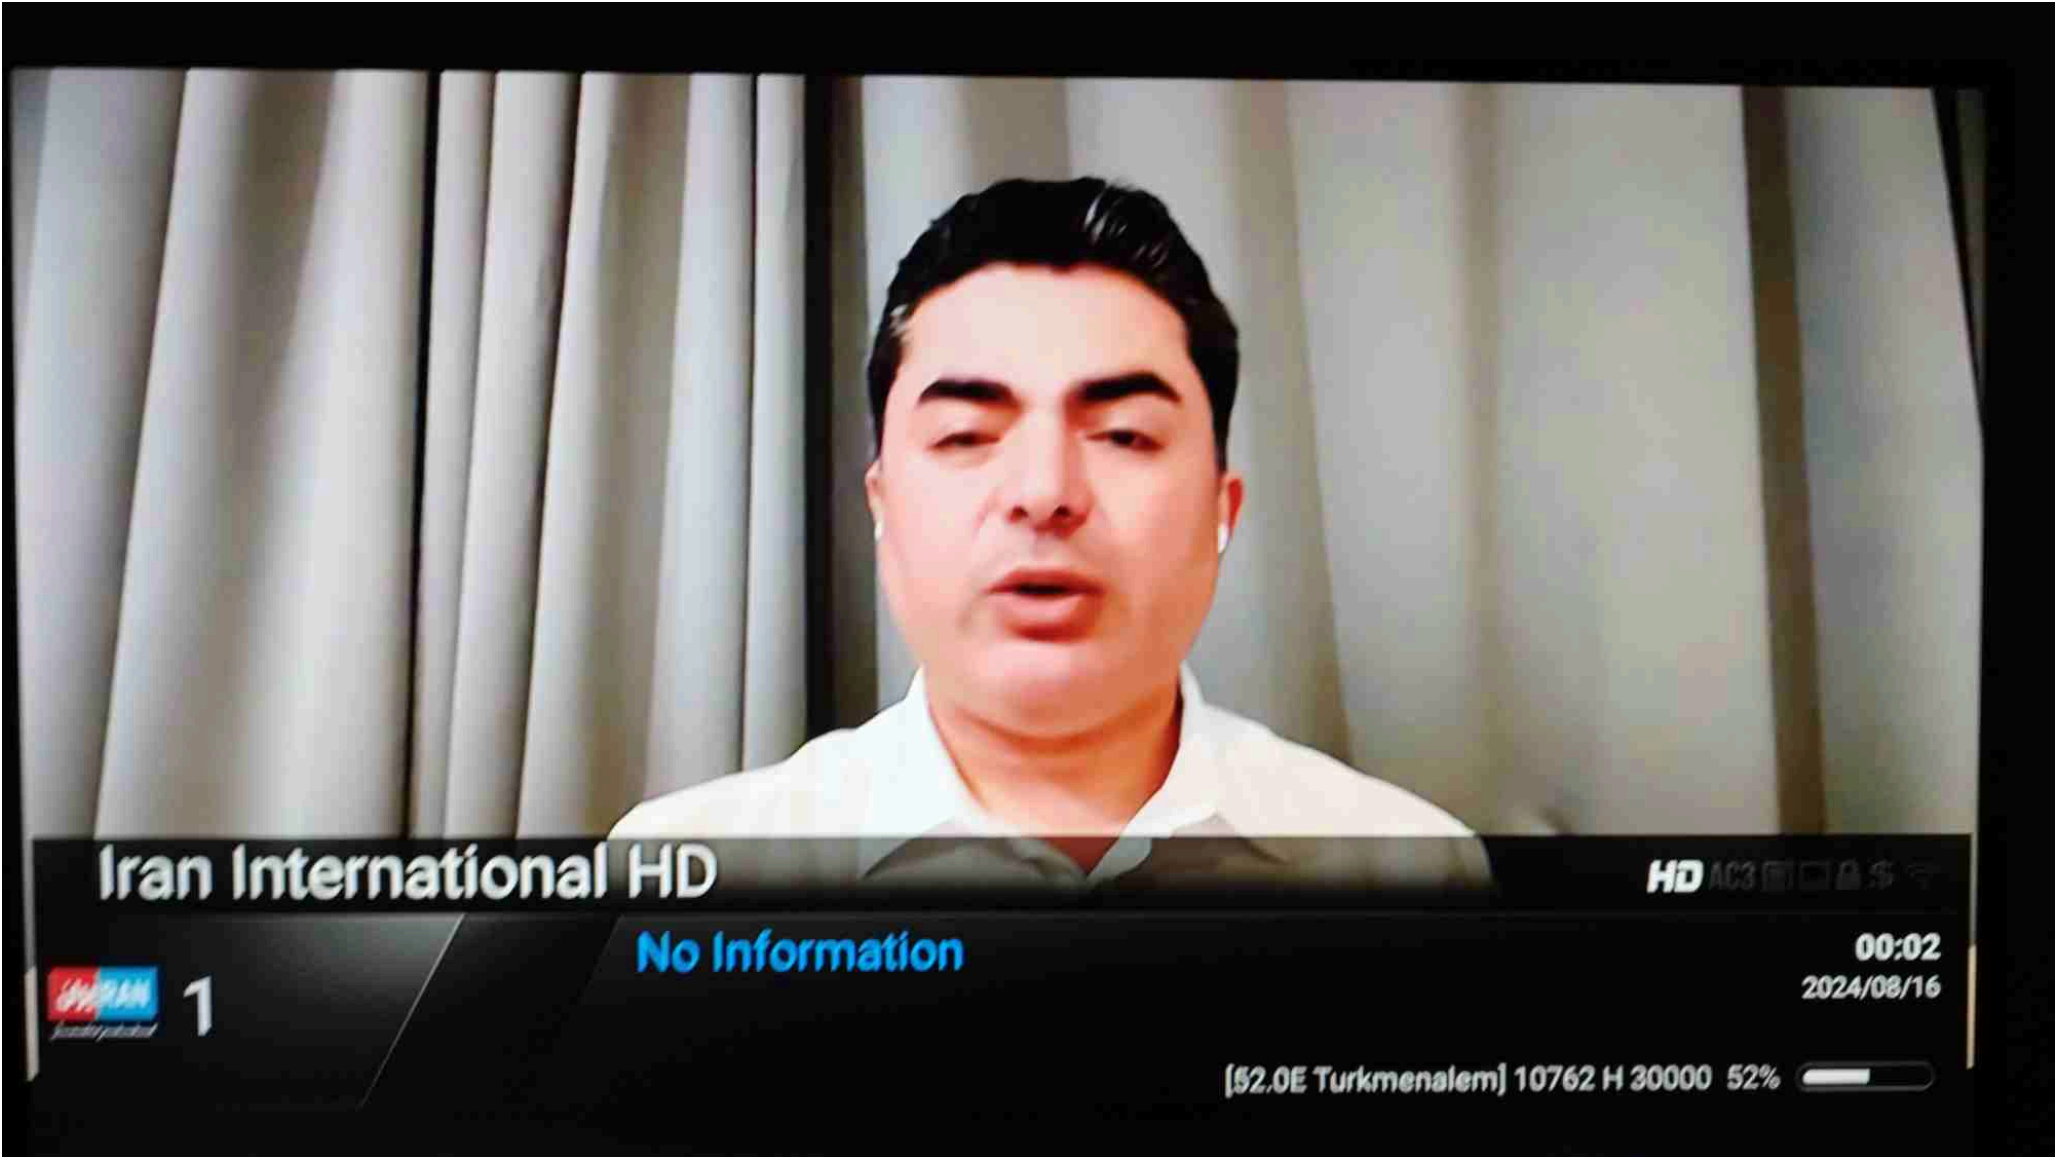 Iran International HD
HD AC3 $
No Information
00:02
2024/08/16
1
[52.0E Turkmenalem] 10762 H 30000 52%